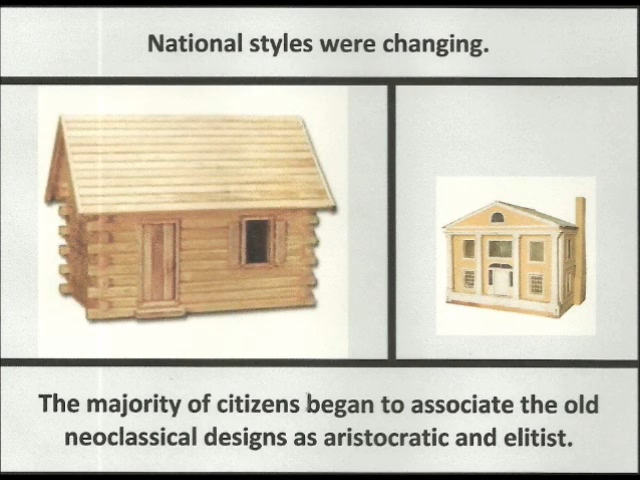 National styles were changing.
The majority of citizens began to associate the old
neoclassical designs as aristocratic and elitist.